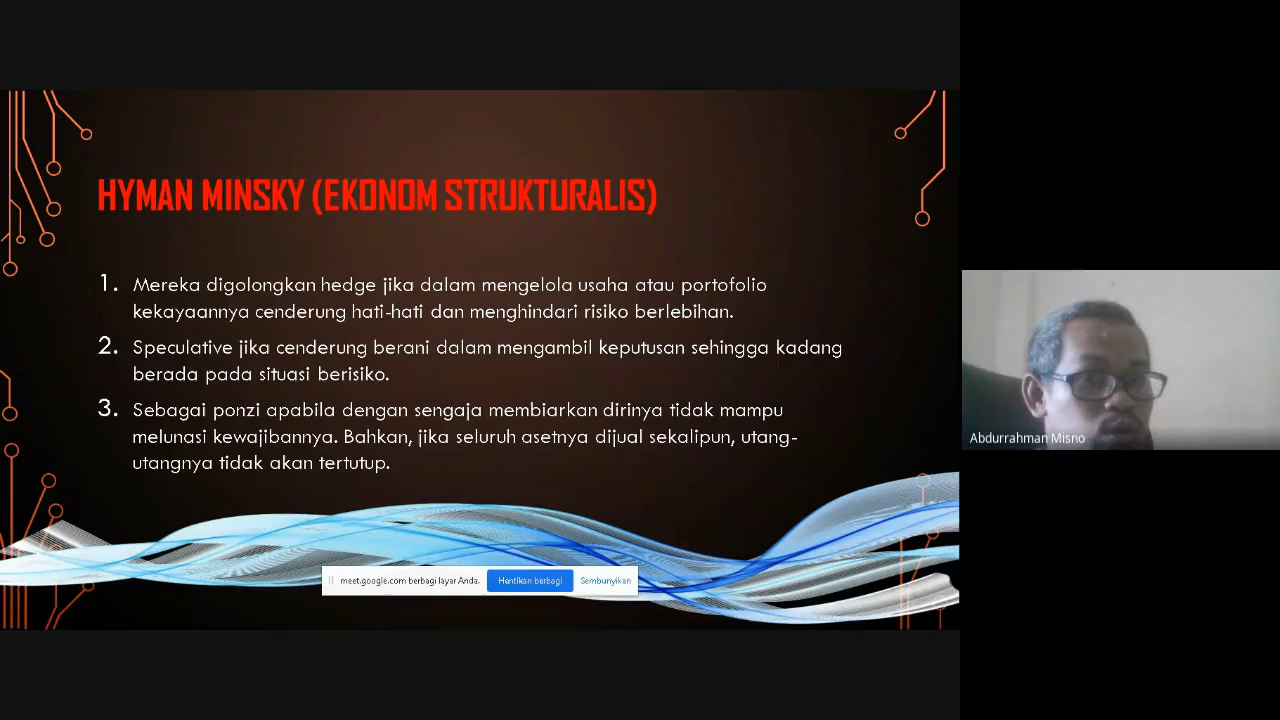 HYMAN MINSKY (EKONOM STRUKTURALIS)
1. Mereka digolongkan hedge jika dalam mengelola usaha atau portofolio
kekayaannya cenderung hati-hati dan menghindari risiko berlebihan.
2. Speculative jika cenderung berani dalam mengambil keputusan sehingga kadang
berada pada situasi berisiko.
3. Sebagai ponzi apabila dengan sengaja membiarkan dirinya tidak mampu
melunasi kewajibannya. Bahkan, jika seluruh asetnya dijual sekalipun, utang-
utangnya tidak akan tertutup.
meet.google.com berbagi layar Anda.
Hentikan berbagi
Sembunyikan
Abdurrahman Misno